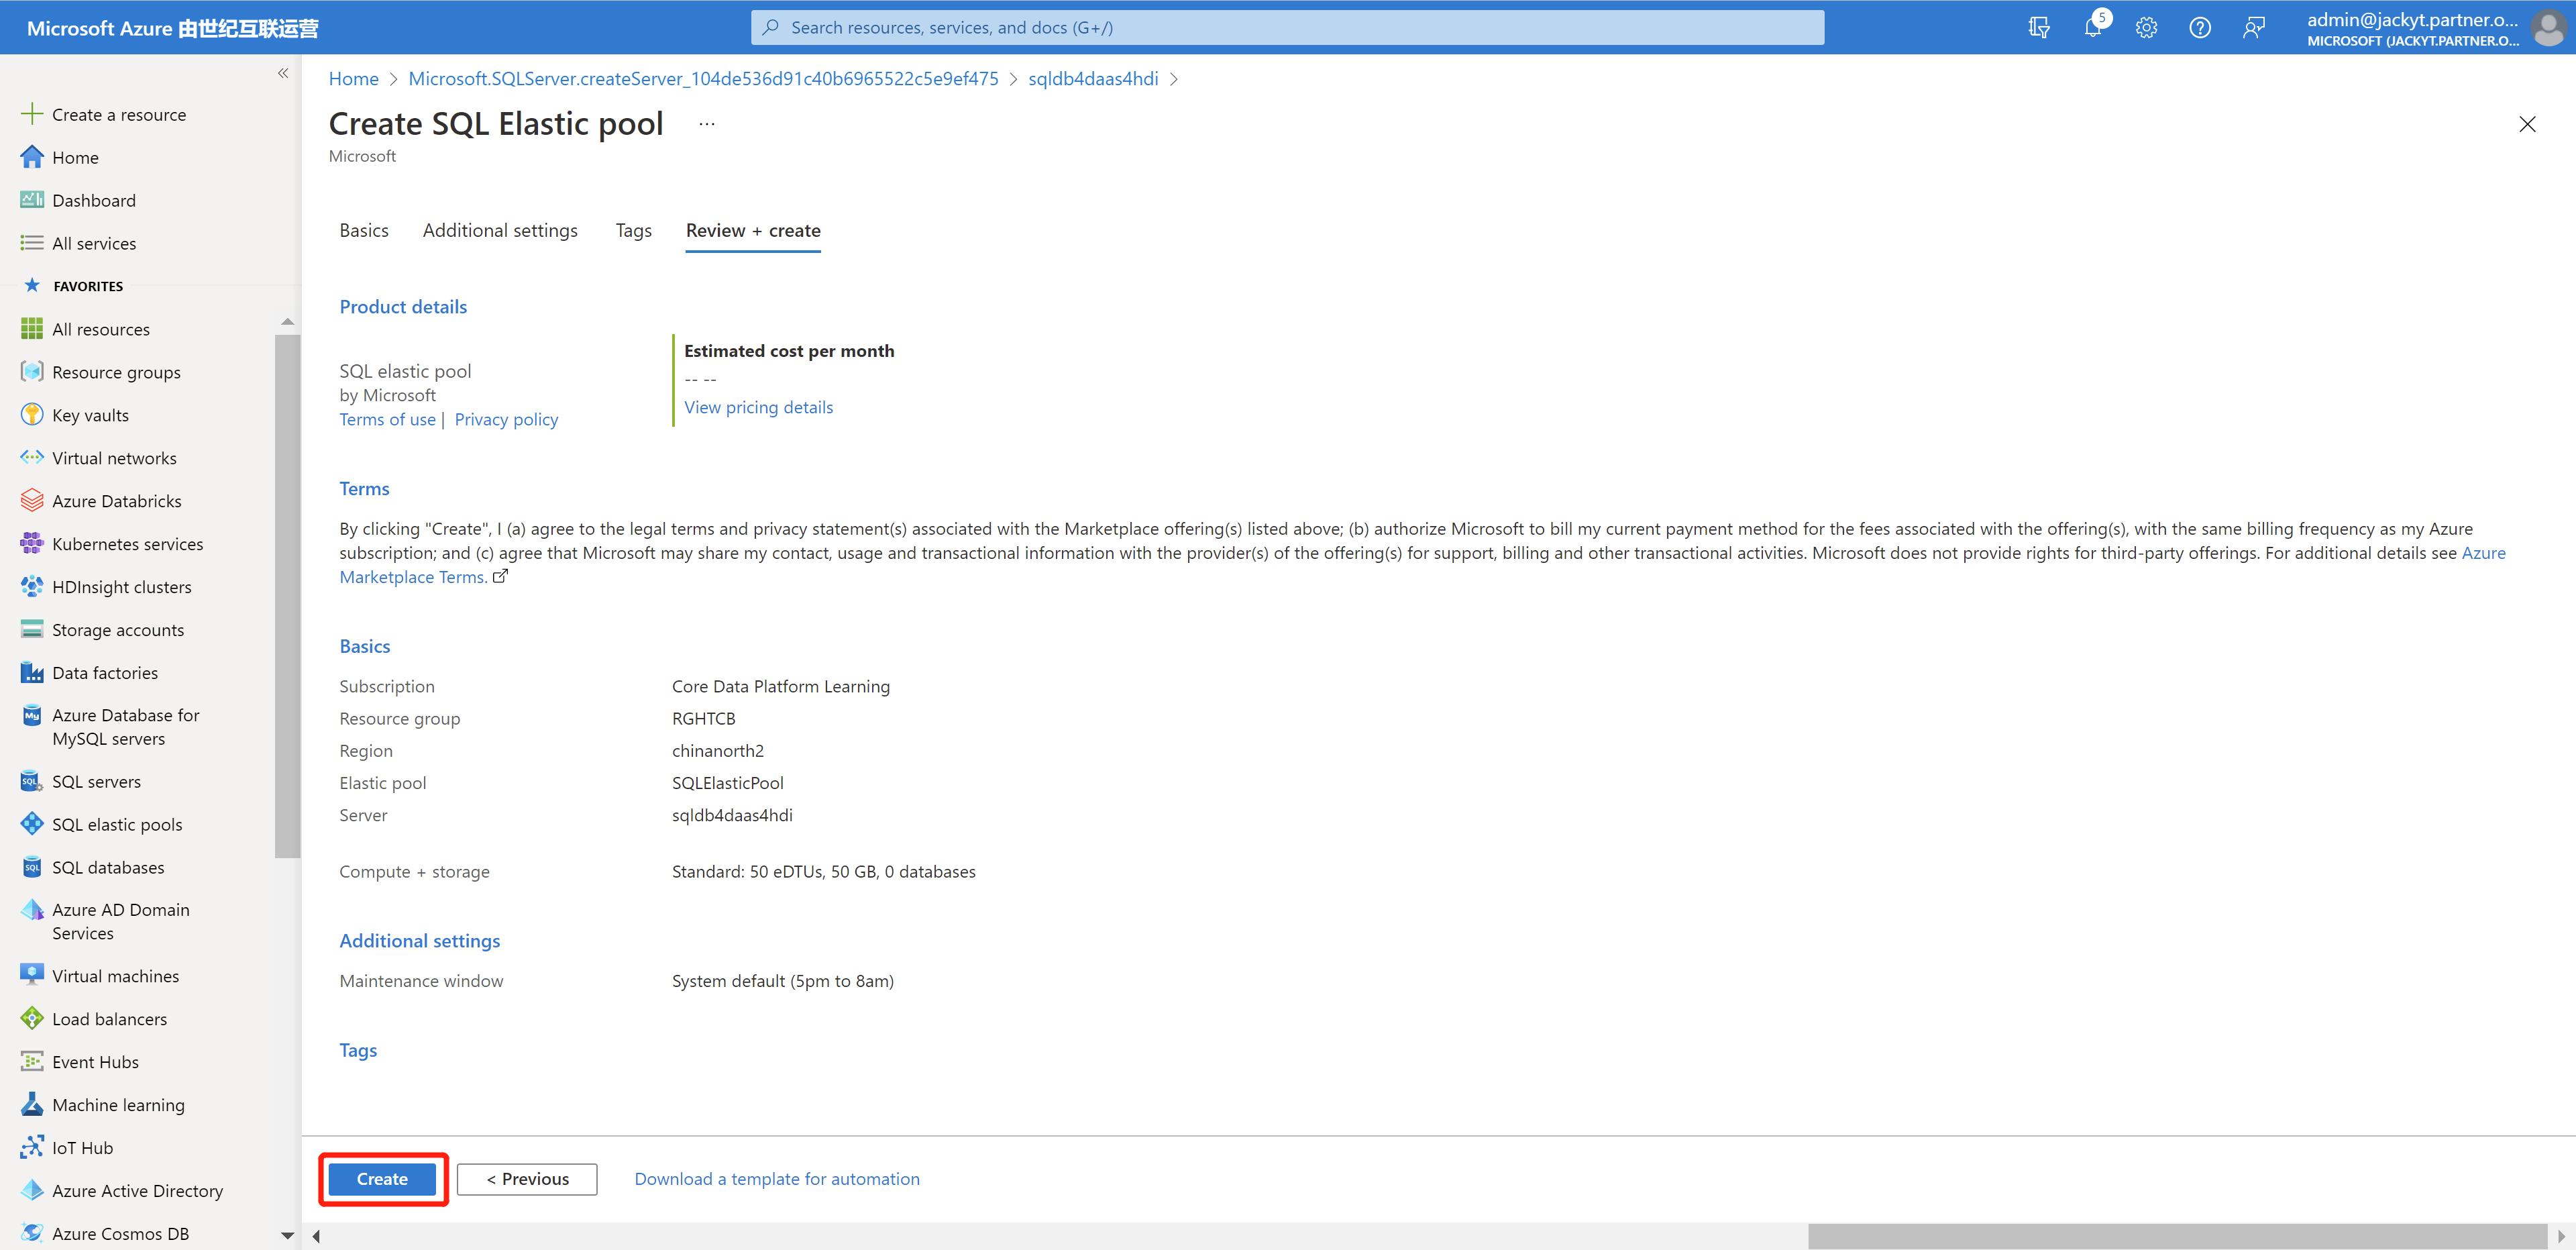 Microsoft Azure 由世纪互联运营
Search resources, services, and docs (G+/)
5
admin@jackyt.partner.o...
MICROSOFT (JACKYT.PARTNER.O...
«
Create a resource
Home
Dashboard
All services
FAVORITES
All resources
Resource groups
Key vaults
Virtual networks
Azure Databricks
Kubernetes services
HDInsight clusters
Storage accounts
Data factories
Azure Database for
MySQL servers
SQL servers
SQL elastic pools
SQL databases
Azure AD Domain
Services
Virtual machines
Load balancers
Event Hubs
Machine learning
IoT Hub
Azure Active Directory
Azure Cosmos DB
Home > Microsoft.SQLServer.createServer_104de536d91c40b6965522c5e9ef475 > sqldb4daas4hdi >
Create SQL Elastic pool ...
Microsoft
Basics Additional settings Tags Review + create
Product details
SQL elastic pool
by Microsoft
Terms of use | Privacy policy
Estimated cost per month
-- --
View pricing details
Terms
By clicking "Create", I (a) agree to the legal terms and privacy statement(s) associated with the Marketplace offering(s) listed above; (b) authorize Microsoft to bill my current payment method for the fees associated with the offering(s), with the same billing frequency as my Azure
subscription; and (c) agree that Microsoft may share my contact, usage and transactional information with the provider(s) of the offering(s) for support, billing and other transactional activities. Microsoft does not provide rights for third-party offerings. For additional details see Azure
Marketplace Terms.
Basics
Subscription Core Data Platform Learning
Resource group RGHTCB
Region chinanorth2
Elastic pool SQLElasticPool
Server sqldb4daas4hdi
Compute + storage Standard: 50 eDTUs, 50 GB, 0 databases
Additional settings
Maintenance window System default (5pm to 8am)
Tags
Create < Previous Download a template for automation